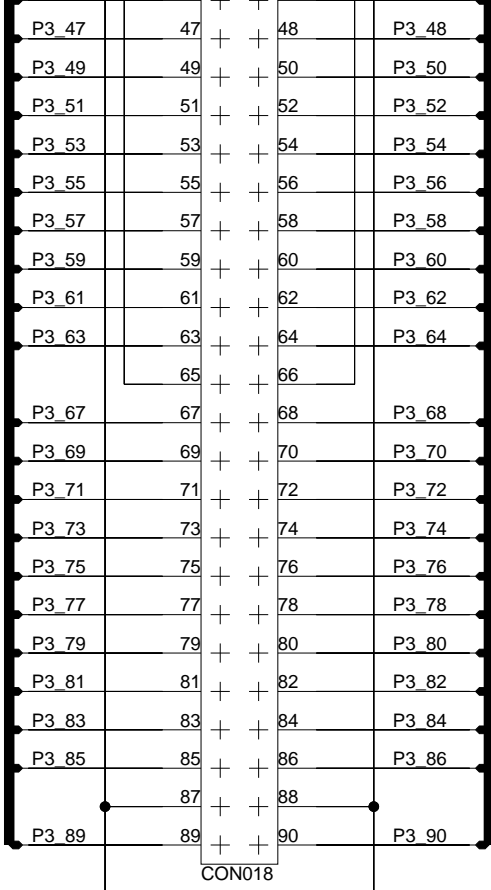 P3_47 47 48 P3_48
P3_49 49 50 P3_50
P3_51 51 52 P3_52
P3_53 53 54 P3_54
P3_55 55 56 P3_56
P3_57 57 58 P3_58
P3_59 59 60 P3_60
P3_61 61 62 P3_62
P3_63 63 64 P3_64
65 66
P3_67 67 68 P3_68
P3_69 69 70 P3_70
P3_71 71 72 P3_72
P3_73 73 74 P3_74
P3_75 75 76 P3_76
P3_77 77 78 P3_78
P3_79 79 80 P3_80
P3_81 81 82 P3_82
P3_83 83 84 P3_84
P3_85 85 86 P3_86
87 88
P3_89 89 90 P3_90
CON018